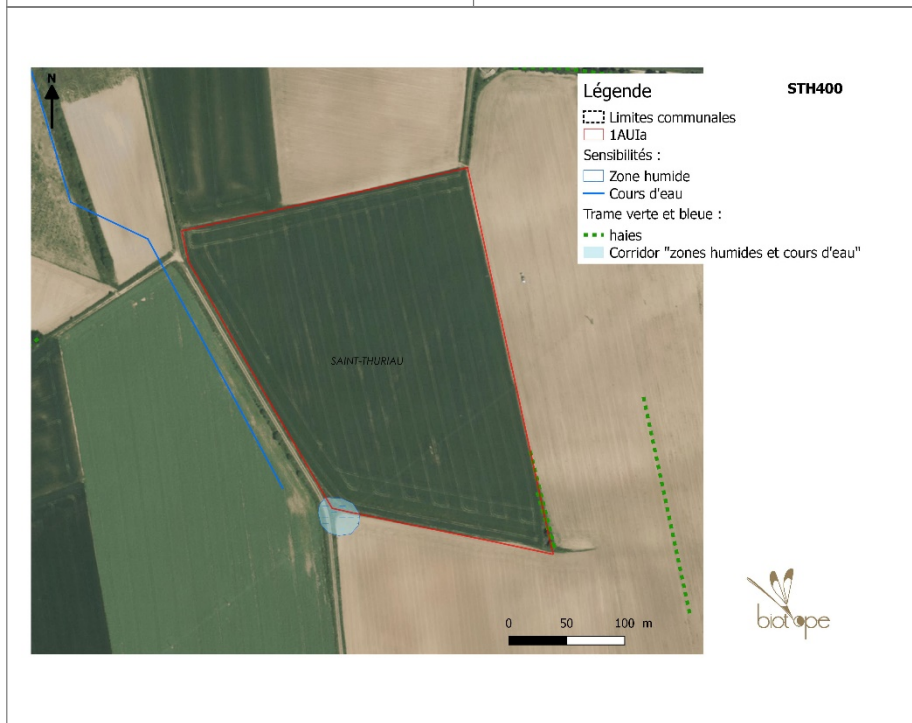 N
Légende
STH400
Limites communales
1AUIa
Sensibilités :
Zone humide
Cours d'eau
Trame verte et bleue :
haies
Corridor "zones humides et cours d'eau"
SAINT-THURIAU
0 50 100 m
biotope